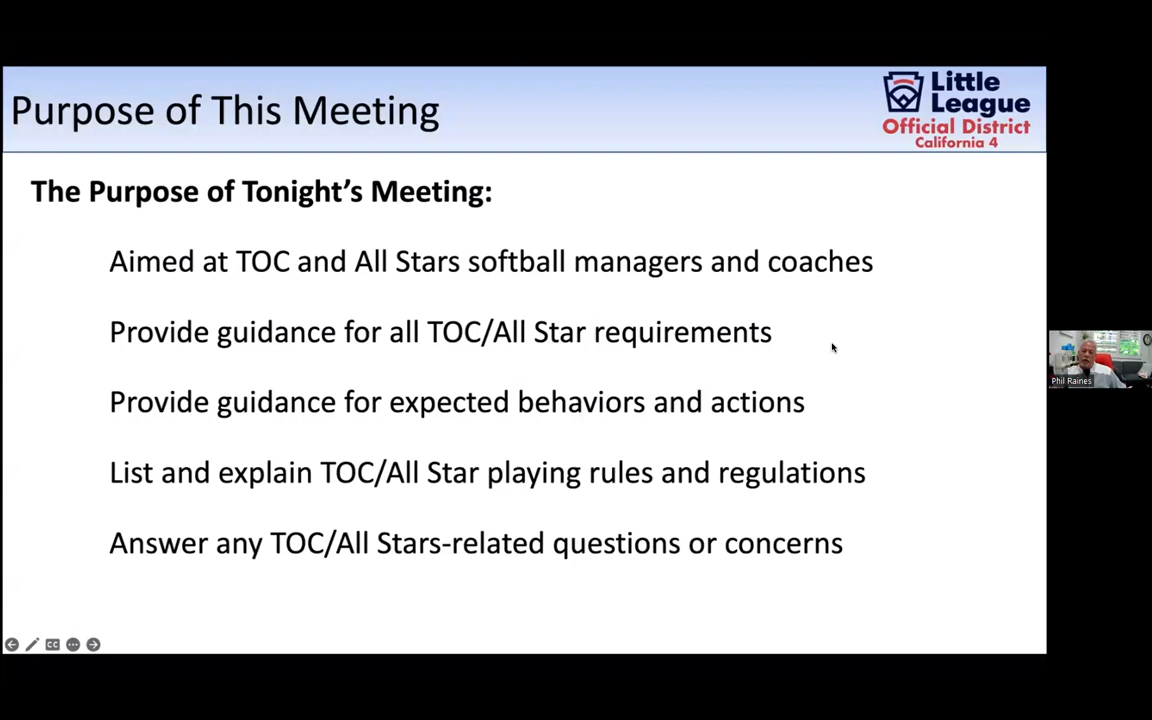 Purpose of This Meeting
Little
League
Official District
California 4
The Purpose of Tonight’s Meeting:
Aimed at TOC and All Stars softball managers and coaches
Provide guidance for all TOC/All Star requirements
Provide guidance for expected behaviors and actions
List and explain TOC/All Star playing rules and regulations
Answer any TOC/All Stars-related questions or concerns
Phil Raines
CC